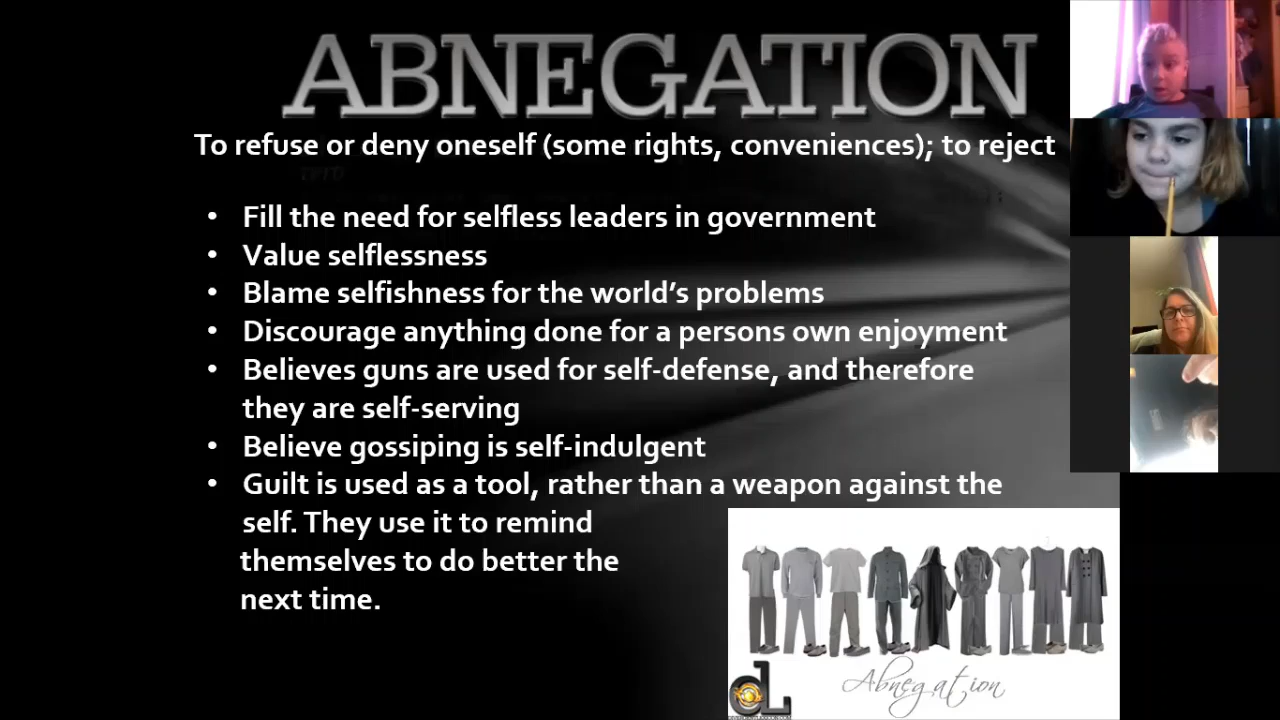 ABNEGATION
To refuse or deny oneself (some rights, conveniences); to reject
• Fill the need for selfless leaders in government
• Value selflessness
• Blame selfishness for the world’s problems
• Discourage anything done for a persons own enjoyment
• Believes guns are used for self-defense, and therefore
they are self-serving
• Believe gossiping is self-indulgent
• Guilt is used as a tool, rather than a weapon against the
self. They use it to remind
themselves to do better the
next time.
Abnegation
dL